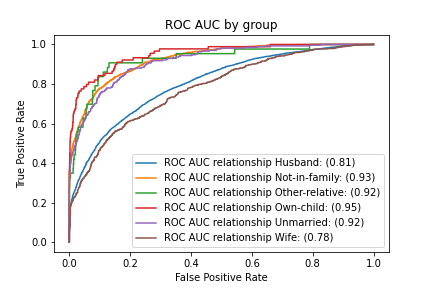 ROC AUC by group
True Positive Rate
1.0
0.8
0.6
0.4
0.2
0.0
ROC AUC relationship Husband: (0.81)
ROC AUC relationship Not-in-family: (0.93)
ROC AUC relationship Other-relative: (0.92)
ROC AUC relationship Own-child: (0.95)
ROC AUC relationship Unmarried: (0.92)
ROC AUC relationship Wife: (0.78)
0.0 0.2 0.4 0.6 0.8 1.0
False Positive Rate